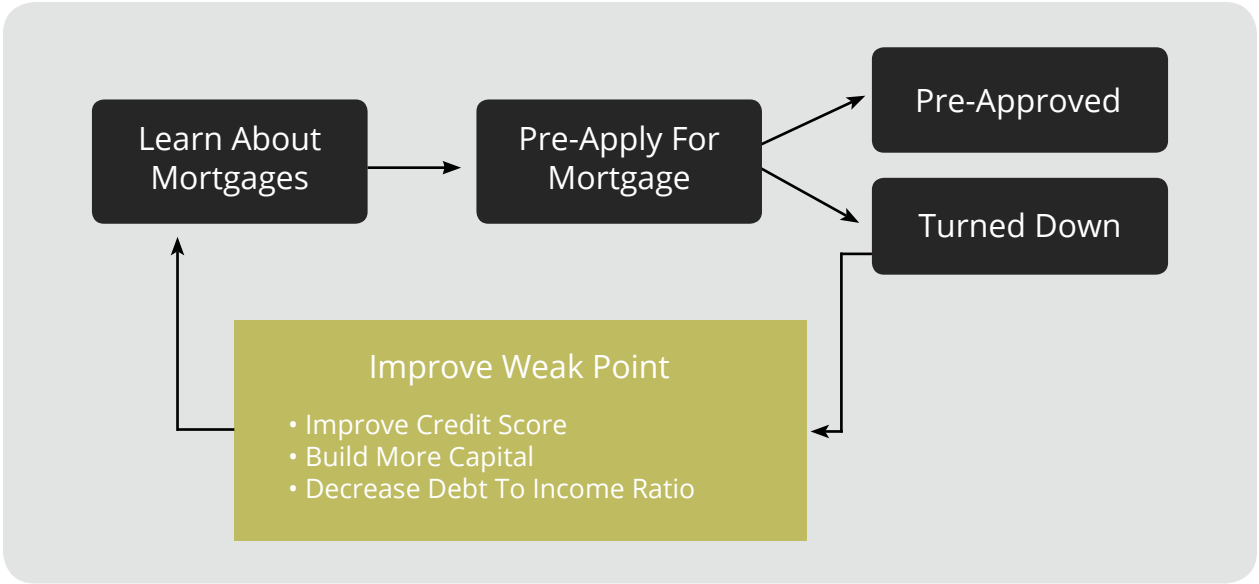 Learn About
Mortgages
Pre-Apply For
Mortgage
Pre-Approved
Turned Down
Improve Weak Point
• Improve Credit Score
• Build More Capital
• Decrease Debt To Income Ratio